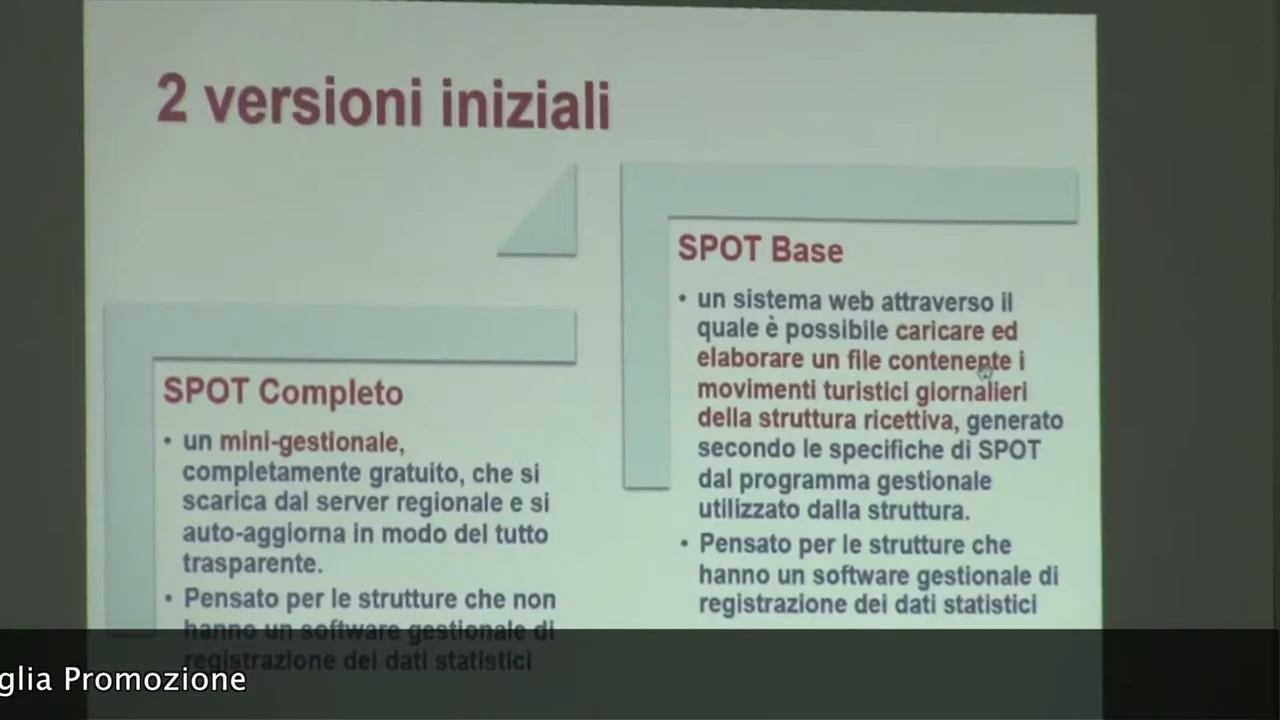 2 versioni iniziali
SPOT Completo
• un mini-gestionale,
completamente gratuito, che si
scarica dal server regionale e si
auto-aggiorna in modo del tutto
trasparente.
• Pensato per le strutture che non
hanno un software gestionale di
registrazione dei dati statistici
SPOT Base
• un sistema web attraverso il
quale è possibile caricare ed
elaborare un file contenente i
movimenti turistici giornalieri
della struttura ricettiva, generato
secondo le specifiche di SPOT
dal programma gestionale
utilizzato dalla struttura.
• Pensato per le strutture che
hanno un software gestionale di
registrazione dei dati statistici
glia Promozione